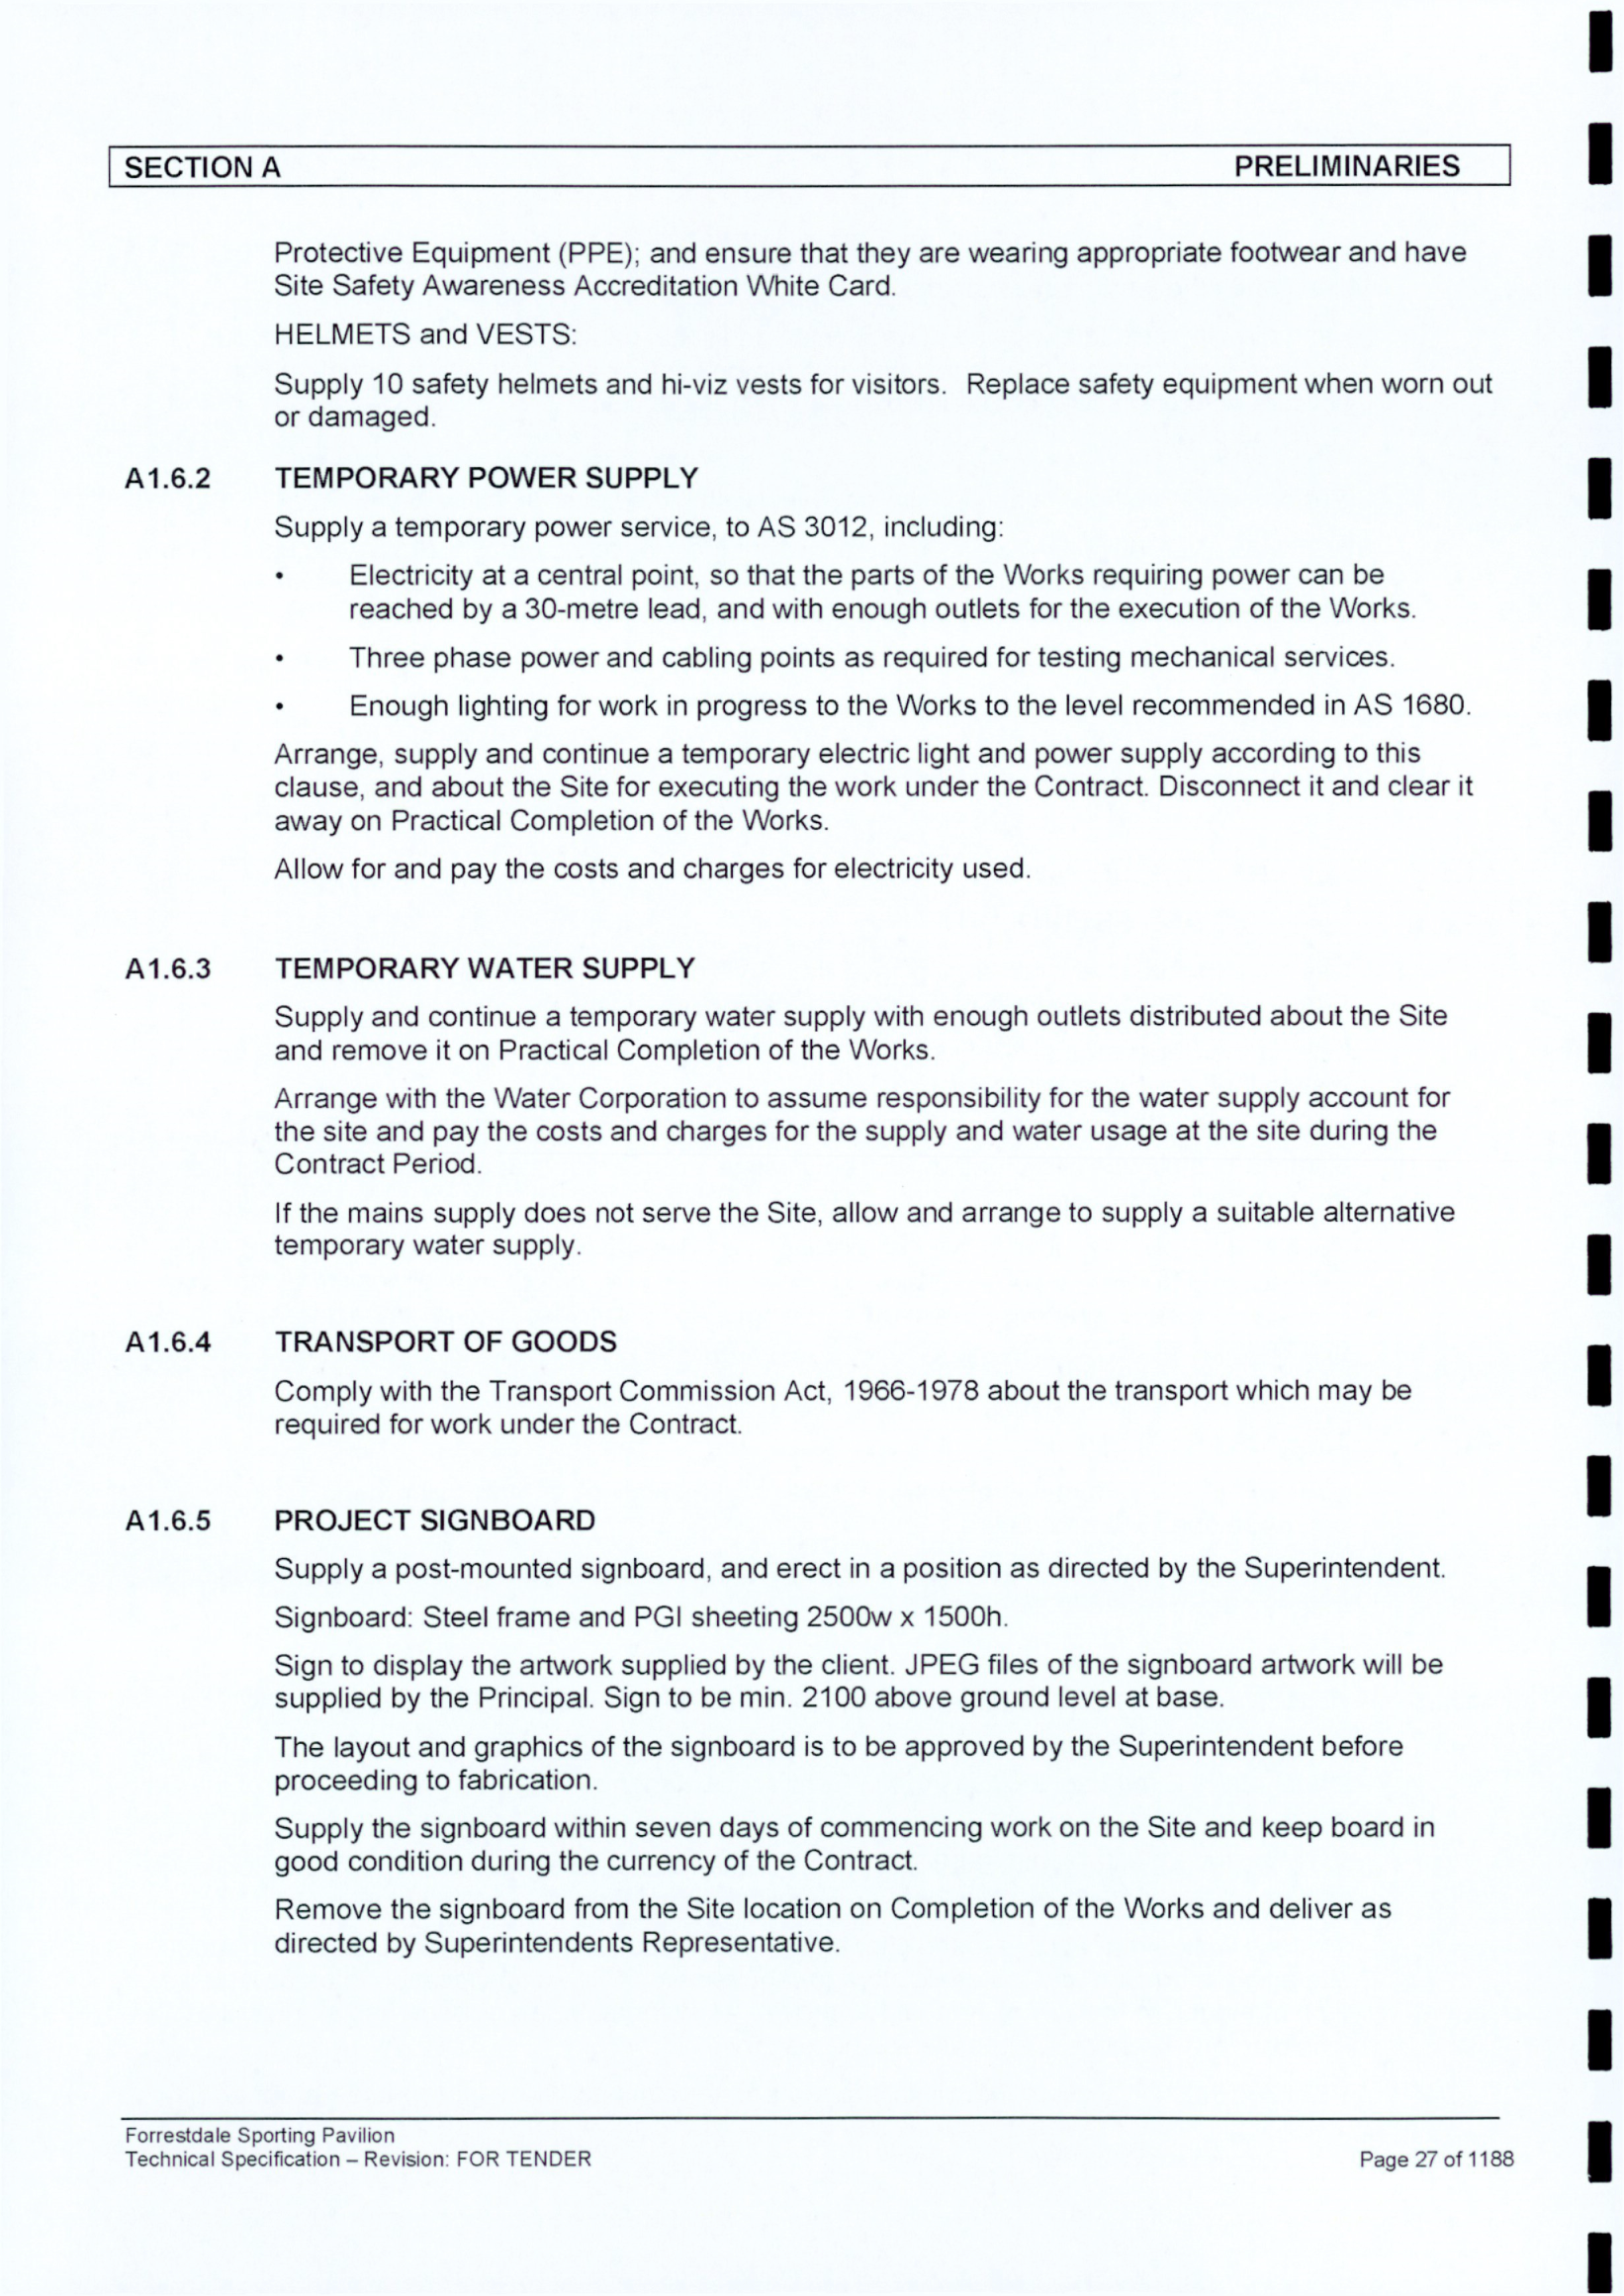 SECTION A PRELIMINARIES
Protective Equipment (PPE); and ensure that they are wearing appropriate footwear and have
Site Safety Awareness Accreditation White Card.
HELMETS and VESTS:
Supply 10 safety helmets and hi-viz vests for visitors. Replace safety equipment when worn out
or damaged.
A1.6.2 TEMPORARY POWER SUPPLY
Supply a temporary power service, to AS 3012, including:
• Electricity at a central point, so that the parts of the Works requiring power can be
reached by a 30-metre lead, and with enough outlets for the execution of the Works.
• Three phase power and cabling points as required for testing mechanical services.
• Enough lighting for work in progress to the Works to the level recommended in AS 1680.
Arrange, supply and continue a temporary electric light and power supply according to this
clause, and about the Site for executing the work under the Contract. Disconnect it and clear it
away on Practical Completion of the Works.
Allow for and pay the costs and charges for electricity used.
A1.6.3 TEMPORARY WATER SUPPLY
Supply and continue a temporary water supply with enough outlets distributed about the Site
and remove it on Practical Completion of the Works.
Arrange with the Water Corporation to assume responsibility for the water supply account for
the site and pay the costs and charges for the supply and water usage at the site during the
Contract Period.
If the mains supply does not serve the Site, allow and arrange to supply a suitable alternative
temporary water supply.
A1.6.4 TRANSPORT OF GOODS
Comply with the Transport Commission Act, 1966-1978 about the transport which may be
required for work under the Contract.
A1.6.5 PROJECT SIGNBOARD
Supply a post-mounted signboard, and erect in a position as directed by the Superintendent.
Signboard: Steel frame and PGI sheeting 2500w x 1500h.
Sign to display the artwork supplied by the client. JPEG files of the signboard artwork will be
supplied by the Principal. Sign to be min. 2100 above ground level at base.
The layout and graphics of the signboard is to be approved by the Superintendent before
proceeding to fabrication.
Supply the signboard within seven days of commencing work on the Site and keep board in
good condition during the currency of the Contract.
Remove the signboard from the Site location on Completion of the Works and deliver as
directed by Superintendents Representative.
Forrestdale Sporting Pavilion
Technical Specification – Revision: FOR TENDER Page 27 of 1188